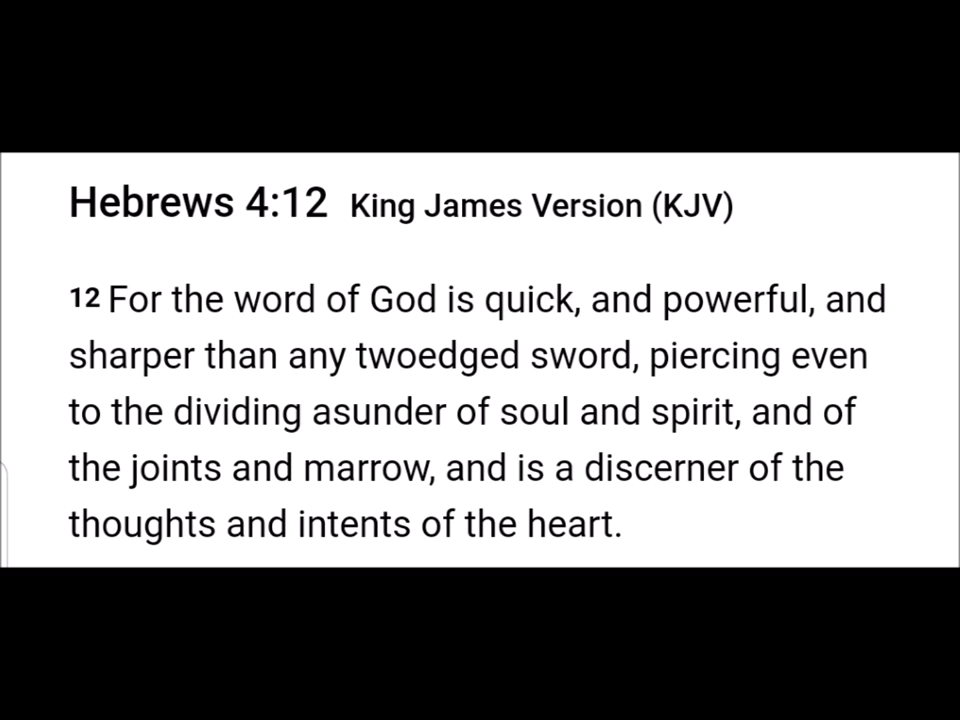 Hebrews 4:12 King James Version (KJV)
12 For the word of God is quick, and powerful, and
sharper than any twoedged sword, piercing even
to the dividing asunder of soul and spirit, and of
the joints and marrow, and is a discerner of the
thoughts and intents of the heart.